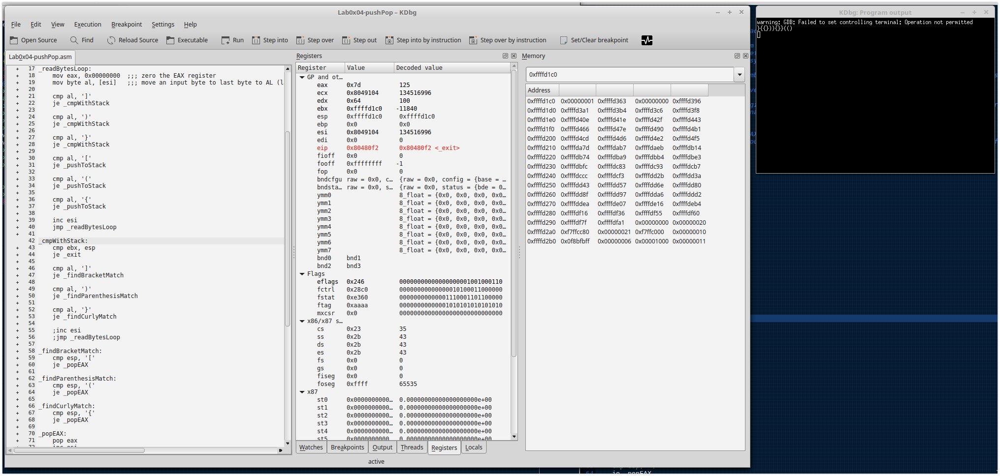 Lab0x04-pushPop – KDbg
File Edit View Execution Breakpoint Settings Help
Open Source Find Reload Source Executable Run Step into Step over Step out Step into by instruction Step over by instruction Set/Clear breakpoint
Lab0x04-pushPop.asm
+ 17 _readBytesLoop:
+ 18 mov eax, 0x00000000 ;;; zero the EAX register
+ 19 mov byte al, [esi] ;;; move an input byte to last byte to AL (l
+ 20
+ 21 cmp al, ']'
+ 22 je _cmpWithStack
+ 23
+ 24 cmp al, ')'
+ 25 je _cmpWithStack
+ 26
+ 27 cmp al, '}'
+ 28 je _cmpWithStack
+ 29
+ 30 cmp al, '['
+ 31 je _pushToStack
+ 32
+ 33 cmp al, '('
+ 34 je _pushToStack
+ 35
+ 36 cmp al, '{'
+ 37 je _pushToStack
+ 38
+ 39 inc esi
+ 40 jmp _readBytesLoop
+ 41
42 _cmpWithStack:
+ 43 cmp ebx, esp
+ 44 je _exit
+ 45
+ 46 cmp al, ']'
+ 47 je _findBracketMatch
+ 48
+ 49 cmp al, ')'
+ 50 je _findParenthesisMatch
+ 51
+ 52 cmp al, '}'
+ 53 je _findCurlyMatch
+ 54
+ 55 ;inc esi
+ 56 ;jmp _readBytesLoop
+ 57
+ 58 _findBracketMatch:
+ 59 cmp esp, '['
+ 60 je _popEAX
+ 61
+ 62 _findParenthesisMatch:
+ 63 cmp esp, '('
+ 64 je _popEAX
+ 65
+ 66 _findCurlyMatch:
+ 67 cmp esp, '{'
+ 68 je _popEAX
+ 69
+ 70 _popEAX:
+ 71 pop eax
Registers
Register Value Decoded value
GP and ot…
eax 0x7d 125
ecx 0x8049104 134516996
edx 0x64 100
ebx 0xffffd1c0 -11840
esp 0xffffd1c0 0xffffd1c0
ebp 0x0 0x0
esi 0x8049104 134516996
edi 0x0 0
eip 0x80480f2 0x80480f2 <_exit>
fioff 0x0 0
fooff 0xffffffff -1
fop 0x0 0
bndcfgu raw = 0x0, c… {raw = 0x0, config = {base = …
bndsta… raw = 0x0, s… {raw = 0x0, status = {bde = 0…
ymm0 8_float = {0x0, 0x0, 0x0, 0x0…
ymm1 8_float = {0x0, 0x0, 0x0, 0x0…
ymm2 8_float = {0x0, 0x0, 0x0, 0x0…
ymm3 8_float = {0x0, 0x0, 0x0, 0x0…
ymm4 8_float = {0x0, 0x0, 0x0, 0x0…
ymm5 8_float = {0x0, 0x0, 0x0, 0x0…
ymm6 8_float = {0x0, 0x0, 0x0, 0x0…
ymm7 8_float = {0x0, 0x0, 0x0, 0x0…
bnd0 bnd1
bnd2 bnd3
Flags
eflags 0x246 00000000000000000001001000110
fctrl 0x28c0 00000000000000010100011000000
fstat 0xe360 00000000000001110001101100000
ftag 0xaaaa 00000000000001010101010101010
mxcsr 0x0 00000000000000000000000000000
x86/x87 s…
cs 0x23 35
ss 0x2b 43
ds 0x2b 43
es 0x2b 43
fs 0x0 0
gs 0x0 0
fiseg 0x0 0
foseg 0xffff 65535
x87
st0 0x0000000000… 0.00000000000000000000e+00
st1 0x0000000000… 0.00000000000000000000e+00
st2 0x0000000000… 0.00000000000000000000e+00
st3 0x0000000000… 0.00000000000000000000e+00
st4 0x0000000000… 0.00000000000000000000e+00
st5 0x0000000000 0.00000000000000000000e+00
Watches Breakpoints Output Threads Registers Locals
active
Memory
0xffffd1c0
Address
0xffffd1c0 0x00000001 0xffffd363 0x00000000 0xffffd396
0xffffd1d0 0xffffd3a1 0xffffd3b4 0xffffd3c6 0xffffd3f8
0xffffd1e0 0xffffd40e 0xffffd41e 0xffffd42f 0xffffd443
0xffffd1f0 0xffffd466 0xffffd47e 0xffffd490 0xffffd4b1
0xffffd200 0xffffd4cd 0xffffd4d6 0xffffd4e2 0xffffd4f5
0xffffd210 0xffffda7d 0xffffdab7 0xffffdaeb 0xffffdb14
0xffffd220 0xffffdb74 0xffffdba9 0xffffdbb4 0xffffdbe3
0xffffd230 0xffffdbfc 0xffffdc83 0xffffdc93 0xffffdcb7
0xffffd240 0xffffdccc 0xffffdcf3 0xffffdd2b 0xffffdd3a
0xffffd250 0xffffdd43 0xffffdd57 0xffffdd6e 0xffffdd80
0xffffd260 0xffffdd8f 0xffffdd97 0xffffdda6 0xffffddd2
0xffffd270 0xffffddea 0xffffde07 0xffffde16 0xffffdeb4
0xffffd280 0xffffdf16 0xffffdf36 0xffffdf55 0xffffdf60
0xffffd290 0xffffdf7f 0xffffdfa1 0x00000000 0x00000020
0xffffd2a0 0xf7ffcc80 0x00000021 0xf7ffc000 0x00000010
0xffffd2b0 0x0f8bfbff 0x00000006 0x00001000 0x00000011
KDbg: Program output
warning: GDB: Failed to set controlling terminal: Operation not permitted
}{{})){}}(()